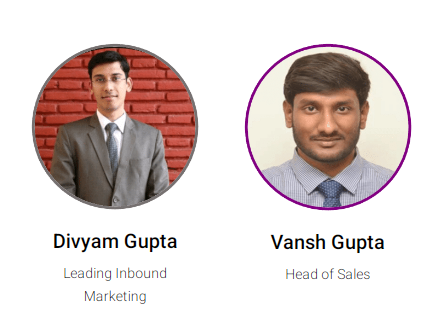 Divyam Gupta
Leading Inbound
Marketing
Vansh Gupta
Head of Sales